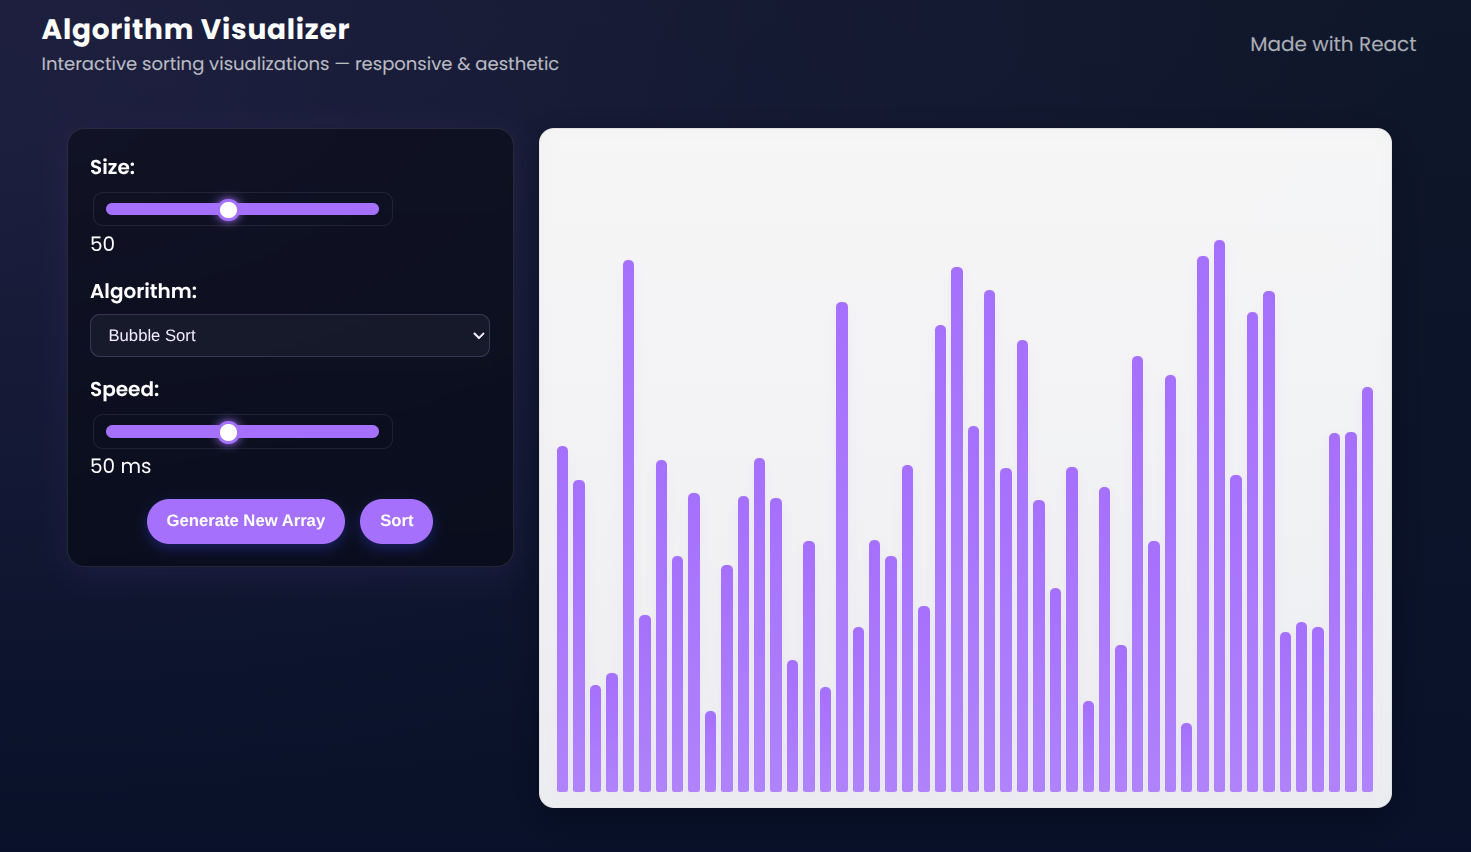 Algorithm Visualizer
Interactive sorting visualizations — responsive & aesthetic
Made with React
Size:
50
Algorithm:
Bubble Sort
Speed:
50 ms
Generate New Array
Sort